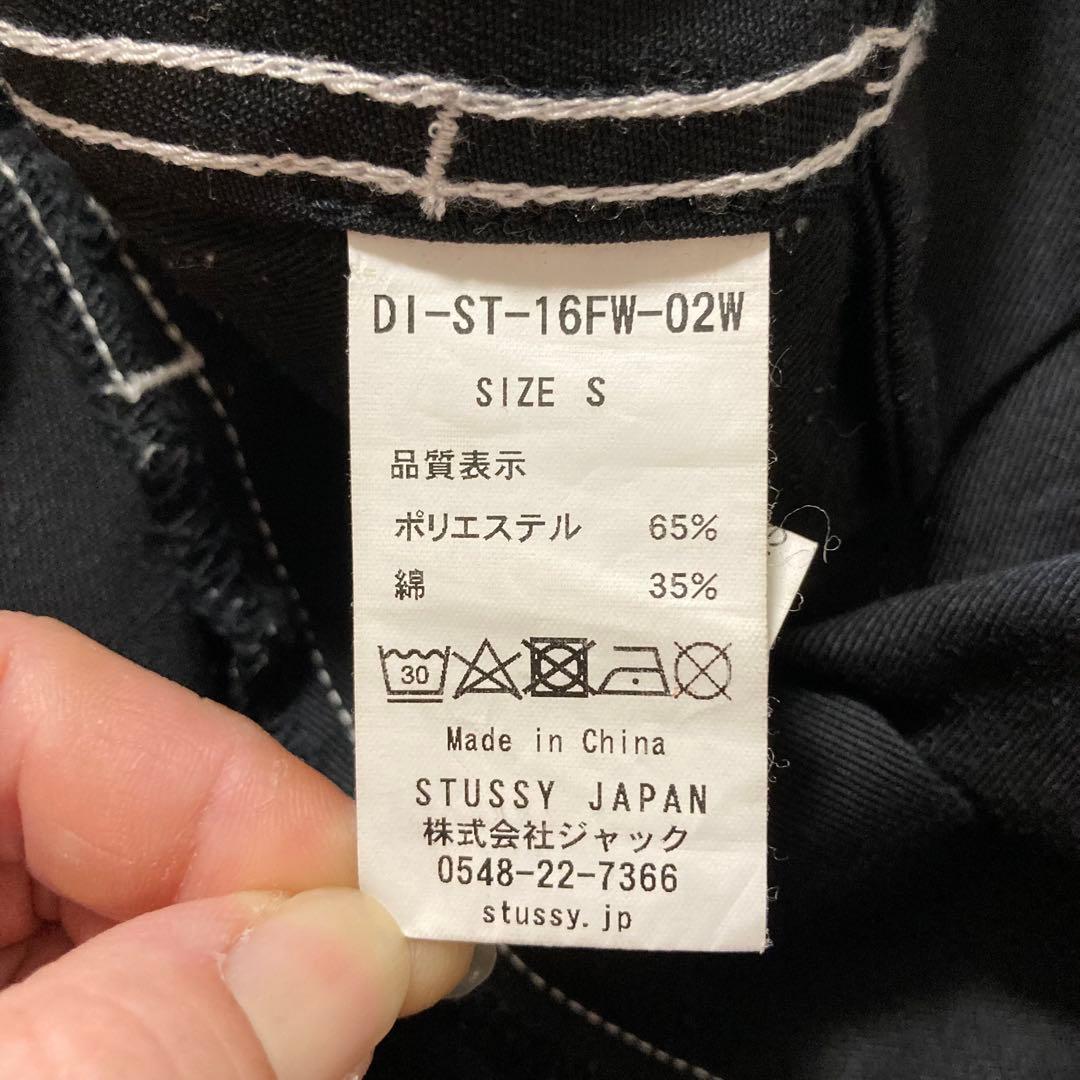 DI-ST-16FW-02W
SIZE S
品質表示
ポリエステル 65%
綿 35%
30
Made in China
STUSSY JAPAN
株式会社ジャック
0548-22-7366
stussy.jp